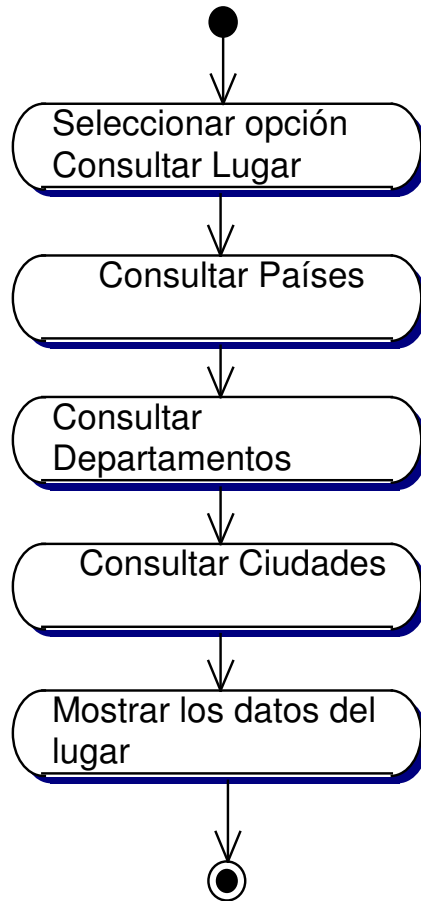 Seleccionar opción
Consultar Lugar
Consultar Países
Consultar
Departamentos
Consultar Ciudades
Mostrar los datos del
lugar